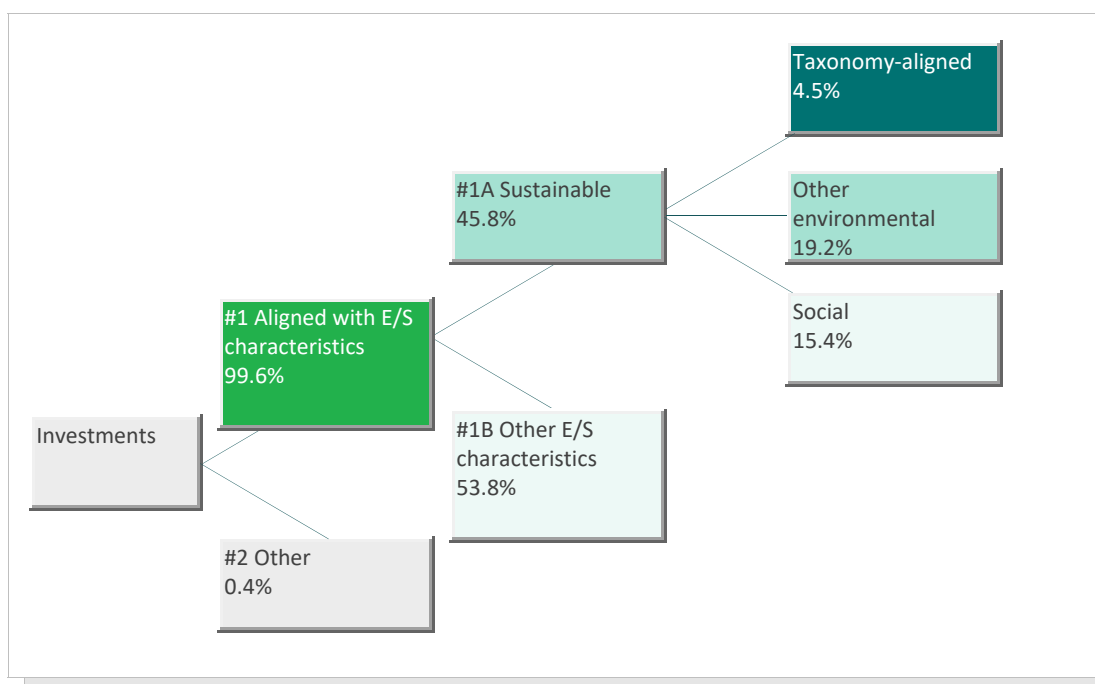 Taxonomy-aligned
4.5%
#1A Sustainable
45.8%
Other
environmental
19.2%
Social
15.4%
#1 Aligned with E/S
characteristics
99.6%
Investments
#1B Other E/S
characteristics
53.8%
#2 Other
0.4%